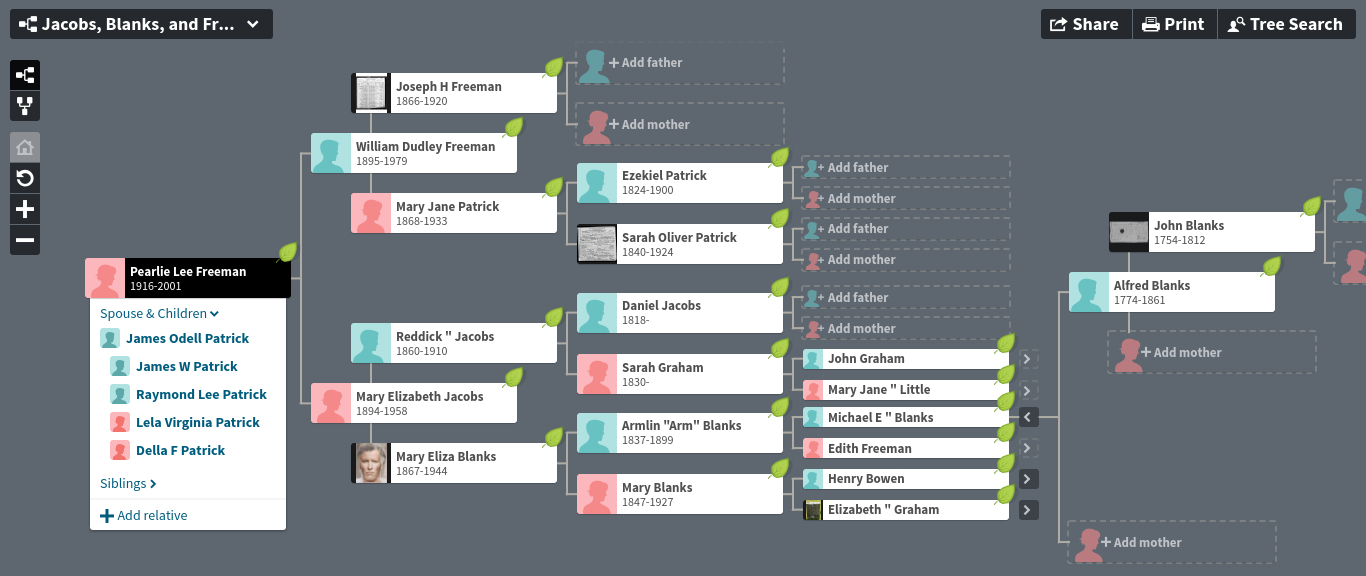 Jacobs, Blanks, and Fr...
Share
Print
Tree Search
Add father
Joseph H Freeman
1866-1920
Add mother
William Dudley Freeman
1895-1979
Ezekiel Patrick
1824-1900
Add father
Add mother
Mary Jane Patrick
1868-1933
Sarah Oliver Patrick
1840-1924
Add father
Add mother
John Blanks
1754-1812
Pearlie Lee Freeman
1916-2001
Alfred Blanks
1774-1861
Spouse & Children
James Odell Patrick
James W Patrick
Raymond Lee Patrick
Lela Virginia Patrick
Della F Patrick
Siblings
Add relative
Daniel Jacobs
1818-
Add father
Add mother
Reddick " Jacobs
1860-1910
Sarah Graham
1830-
John Graham
Mary Jane " Little
Add mother
Mary Elizabeth Jacobs
1894-1958
Armlin "Arm" Blanks
1837-1899
Michael E " Blanks
Edith Freeman
Mary Eliza Blanks
1867-1944
Mary Blanks
1847-1927
Henry Bowen
Elizabeth " Graham
Add mother